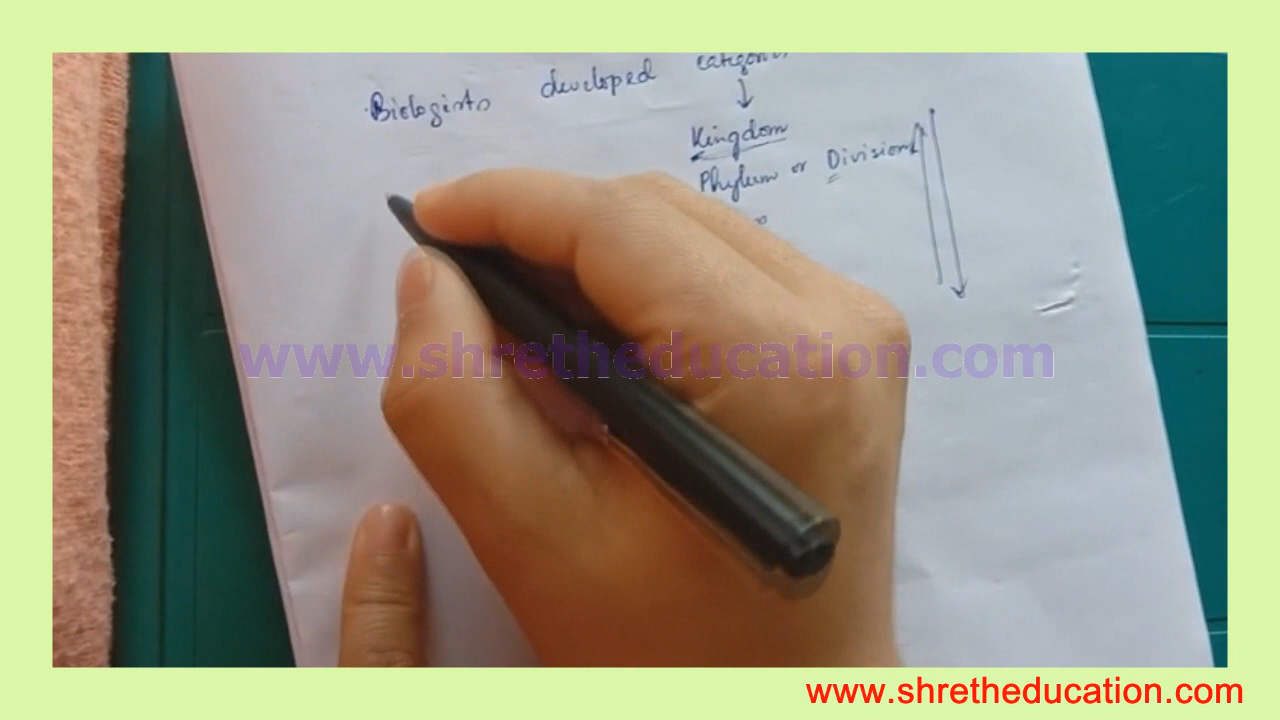 Biologists developed categories
Kingdom
Phylum or Division
www.shretheducation.com
www.shretheducation.com